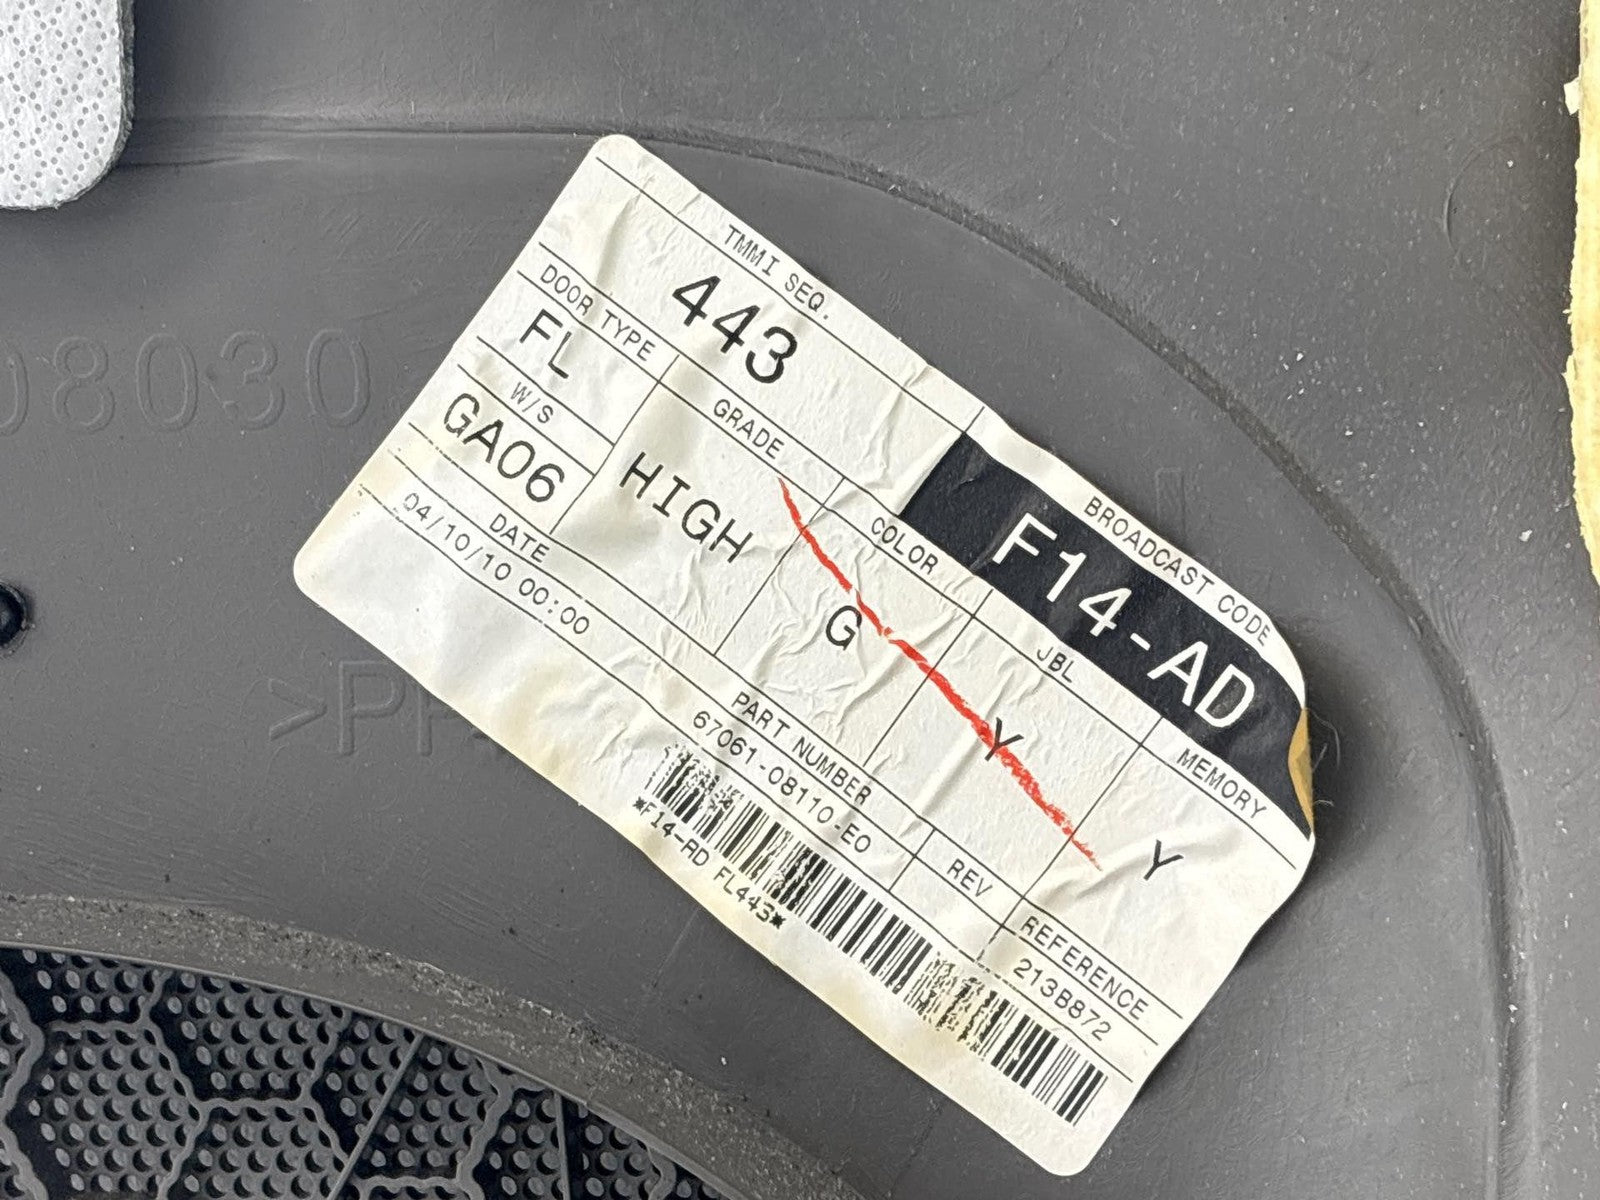 TMMI SEQ.
443
BROADCAST CODE
F14-AD
DOOR TYPE
FL
W/S
GA06
GRADE
HIGH
COLOR
G
JBL
Y
MEMORY
Y
DATE
04/10/10 00:00
PART NUMBER
67061-08110-E0
REV
REFERENCE
213B872
*F14-AD FL443*
08030
>PP